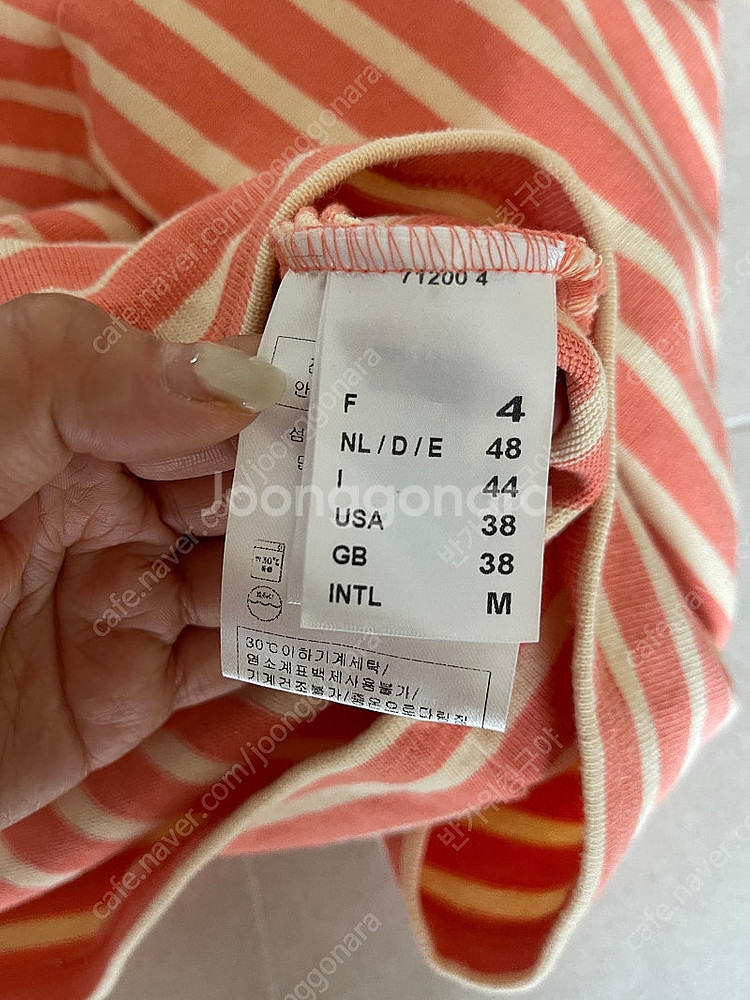 71200 4
F 4
NL / D / E 48
I 44
USA 38
GB 38
INTL M
안
30℃이하기계세탁/
염소계표백제사용불가/
기계건조불가/
Joonggonara
cafe.naver.com/joonggonara